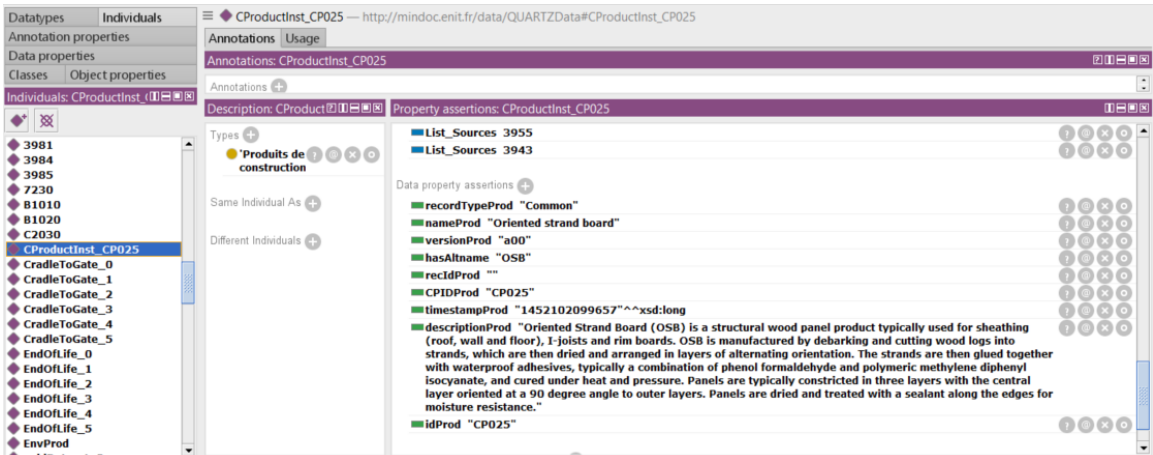 Datatypes Individuals
Annotation properties
Data properties
Classes Object properties
Individuals: CProductInst_(
3981
3984
3985
7230
B1010
B1020
C2030
CProductInst_CP025
CradleToGate_0
CradleToGate_1
CradleToGate_2
CradleToGate_3
CradleToGate_4
CradleToGate_5
EndOfLife_0
EndOfLife_1
EndOfLife_2
EndOfLife_3
EndOfLife_4
EndOfLife_5
EnvProd
CProductInst_CP025 — http://mindoc.enit.fr/data/QUARTZData#CProductInst_CP025
Annotations Usage
Annotations: CProductInst_CP025
Annotations
Description: CProduct
Types
'Produits de
construction
Same Individual As
Different Individuals
Property assertions: CProductInst_CP025
List_Sources 3955
List_Sources 3943
Data property assertions
recordTypeProd "Common"
nameProd "Oriented strand board"
versionProd "a00"
hasAltname "OSB"
recIdProd ""
CPIDProd "CP025"
timestampProd "1452102099657"^^xsd:long
descriptionProd "Oriented Strand Board (OSB) is a structural wood panel product typically used for sheathing
(roof, wall and floor), I-joists and rim boards. OSB is manufactured by debarking and cutting wood logs into
strands, which are then dried and arranged in layers of alternating orientation. The strands are then glued together
with waterproof adhesives, typically a combination of phenol formaldehyde and polymeric methylene diphenyl
isocyanate, and cured under heat and pressure. Panels are typically constricted in three layers with the central
layer oriented at a 90 degree angle to outer layers. Panels are dried and treated with a sealant along the edges for
moisture resistance."
idProd "CP025"